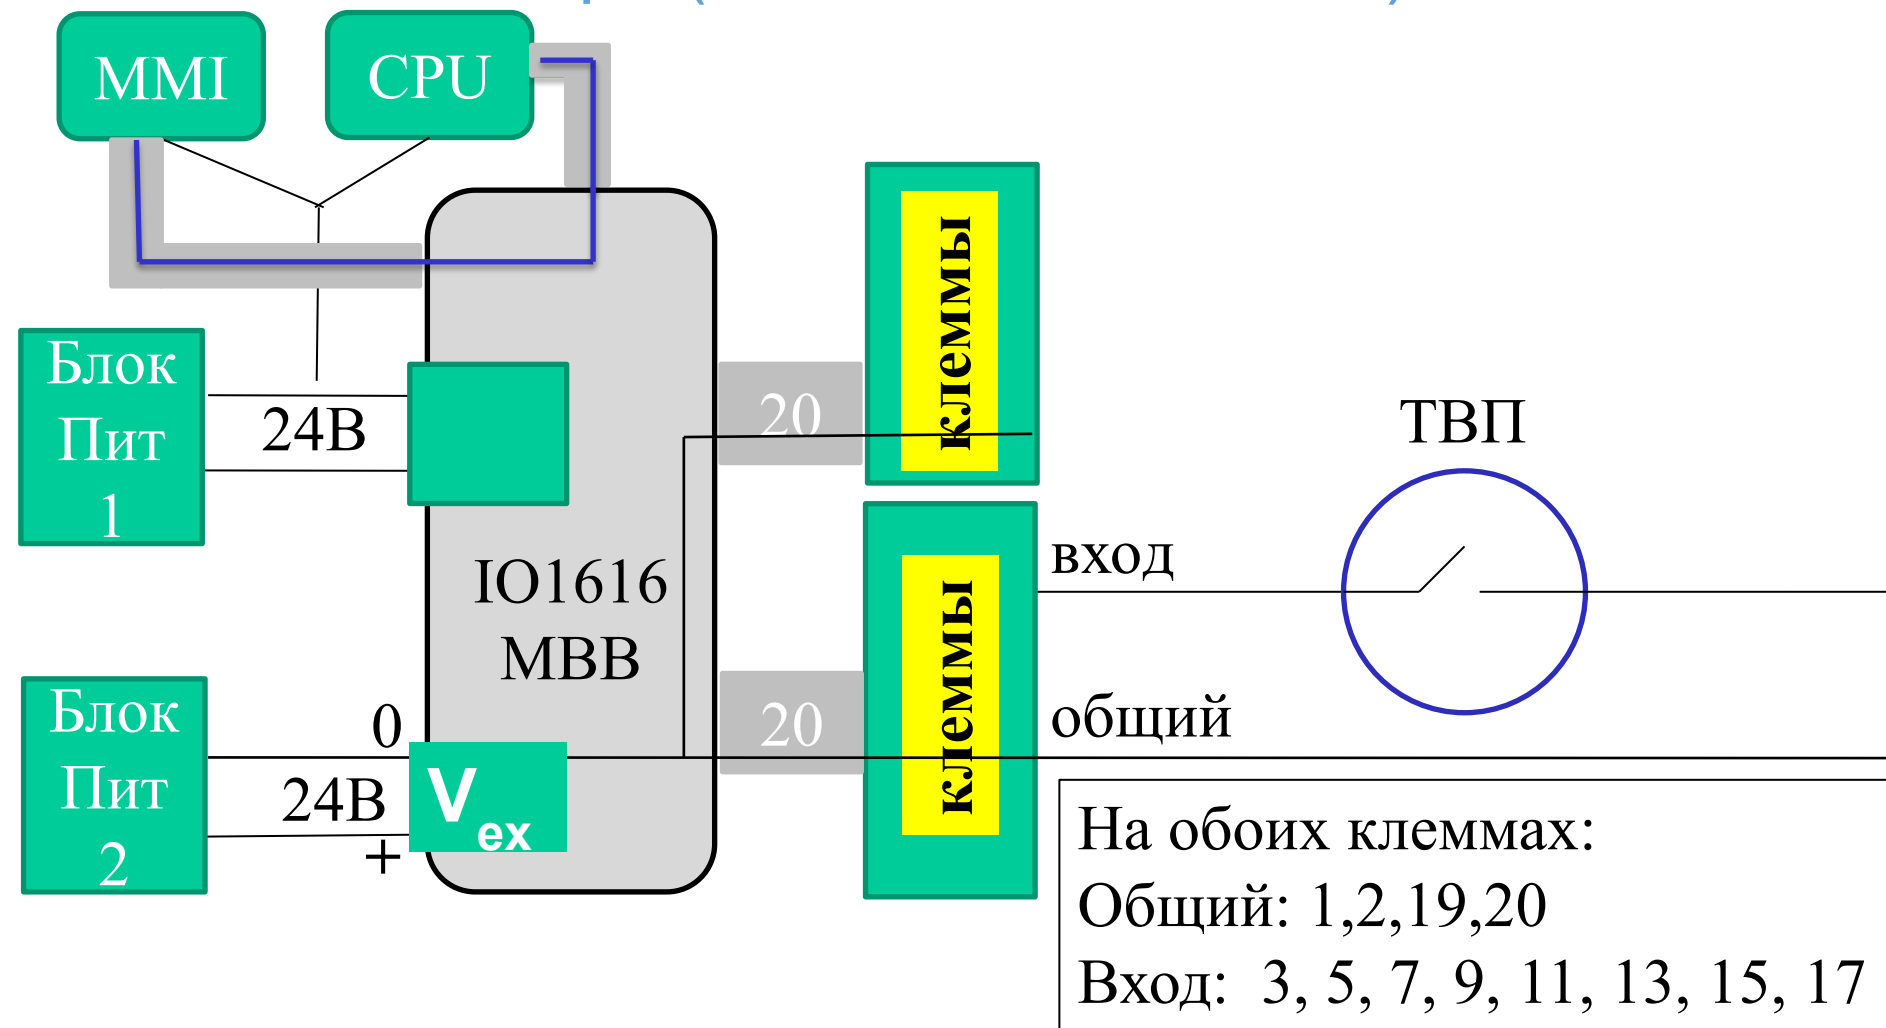 MMI
CPU
клеммы
Блок
Пит
1
24В
20
ТВП
IO1616
МВВ
вход
клеммы
Блок
Пит
2
0
24В
+
Vex
20
общий
На обоих клеммах:
Общий: 1,2,19,20
Вход: 3, 5, 7, 9, 11, 13, 15, 17